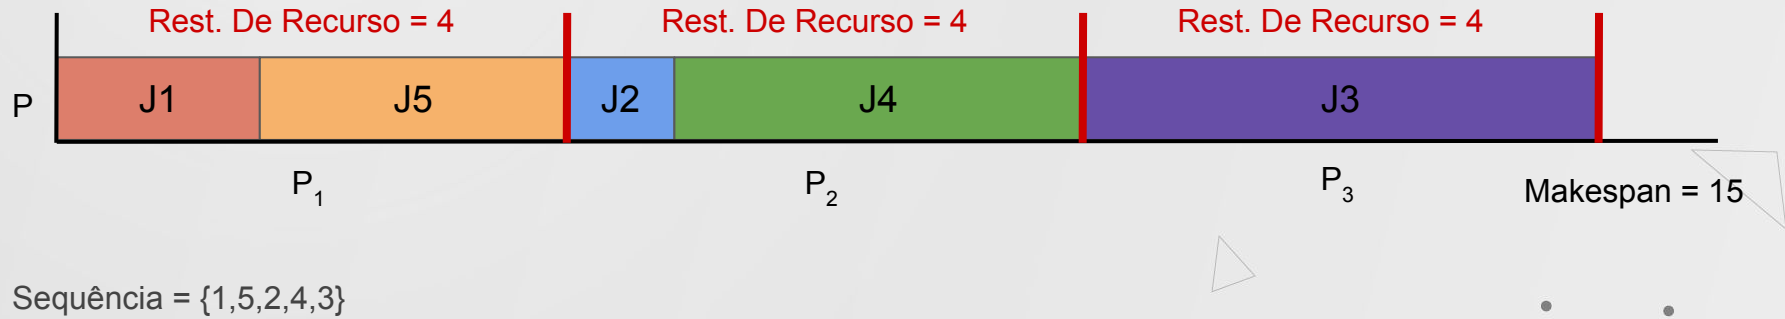 Rest. De Recurso = 4 Rest. De Recurso = 4 Rest. De Recurso = 4
P J1 J5 J2 J4 J3
P1 P2 P3 Makespan = 15
Sequência = {1,5,2,4,3}